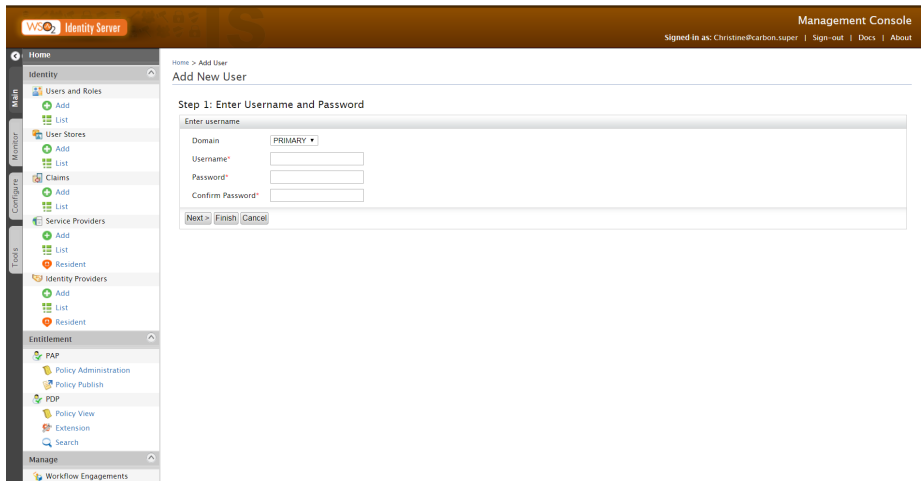 WSO2 Identity Server
Management Console
Signed-in as: Christine@carbon.super | Sign-out | Docs | About
Main
Monitor
Configure
Tools
Home
Identity
Users and Roles
Add
List
User Stores
Add
List
Claims
Add
List
Service Providers
Add
List
Resident
Identity Providers
Add
List
Resident
Entitlement
PAP
Policy Administration
Policy Publish
PDP
Policy View
Extension
Search
Manage
Workflow Engagements
Home > Add User
Add New User
Step 1: Enter Username and Password
Enter username
Domain PRIMARY
Username*
Password*
Confirm Password*
Next > Finish Cancel